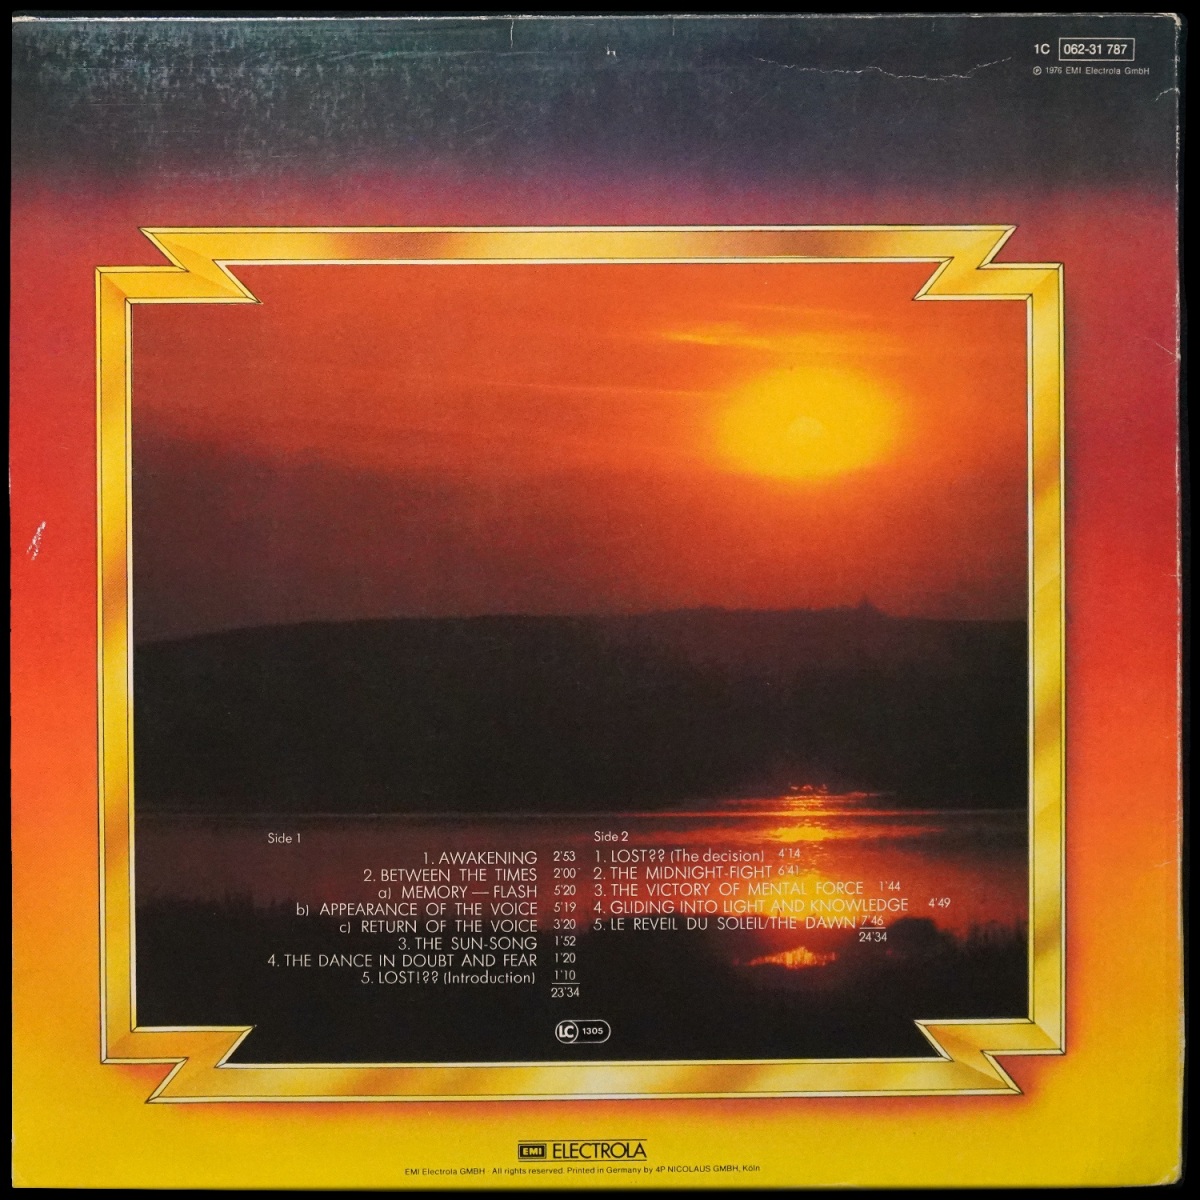 1C 062-31 787
℗ 1976 EMI Electrola GmbH
Side 1
1. AWAKENING 2'53
2. BETWEEN THE TIMES 2'00
a) MEMORY—FLASH 5'20
b) APPEARANCE OF THE VOICE 5'19
c) RETURN OF THE VOICE 3'20
3. THE SUN-SONG 1'52
4. THE DANCE IN DOUBT AND FEAR 1'20
5. LOST!?? (Introduction) 1'10
23'34
Side 2
1. LOST?? (The decision) 4'14
2. THE MIDNIGHT-FIGHT 6'41
3. THE VICTORY OF MENTAL FORCE 1'44
4. GLIDING INTO LIGHT AND KNOWLEDGE 4'49
5. LE REVEIL DU SOLEIL/THE DAWN 7'46
24'34
LC 1305
EMI ELECTROLA
EMI Electrola GMBH · All rights reserved. Printed in Germany by 4P NICOLAUS GMBH, Köln